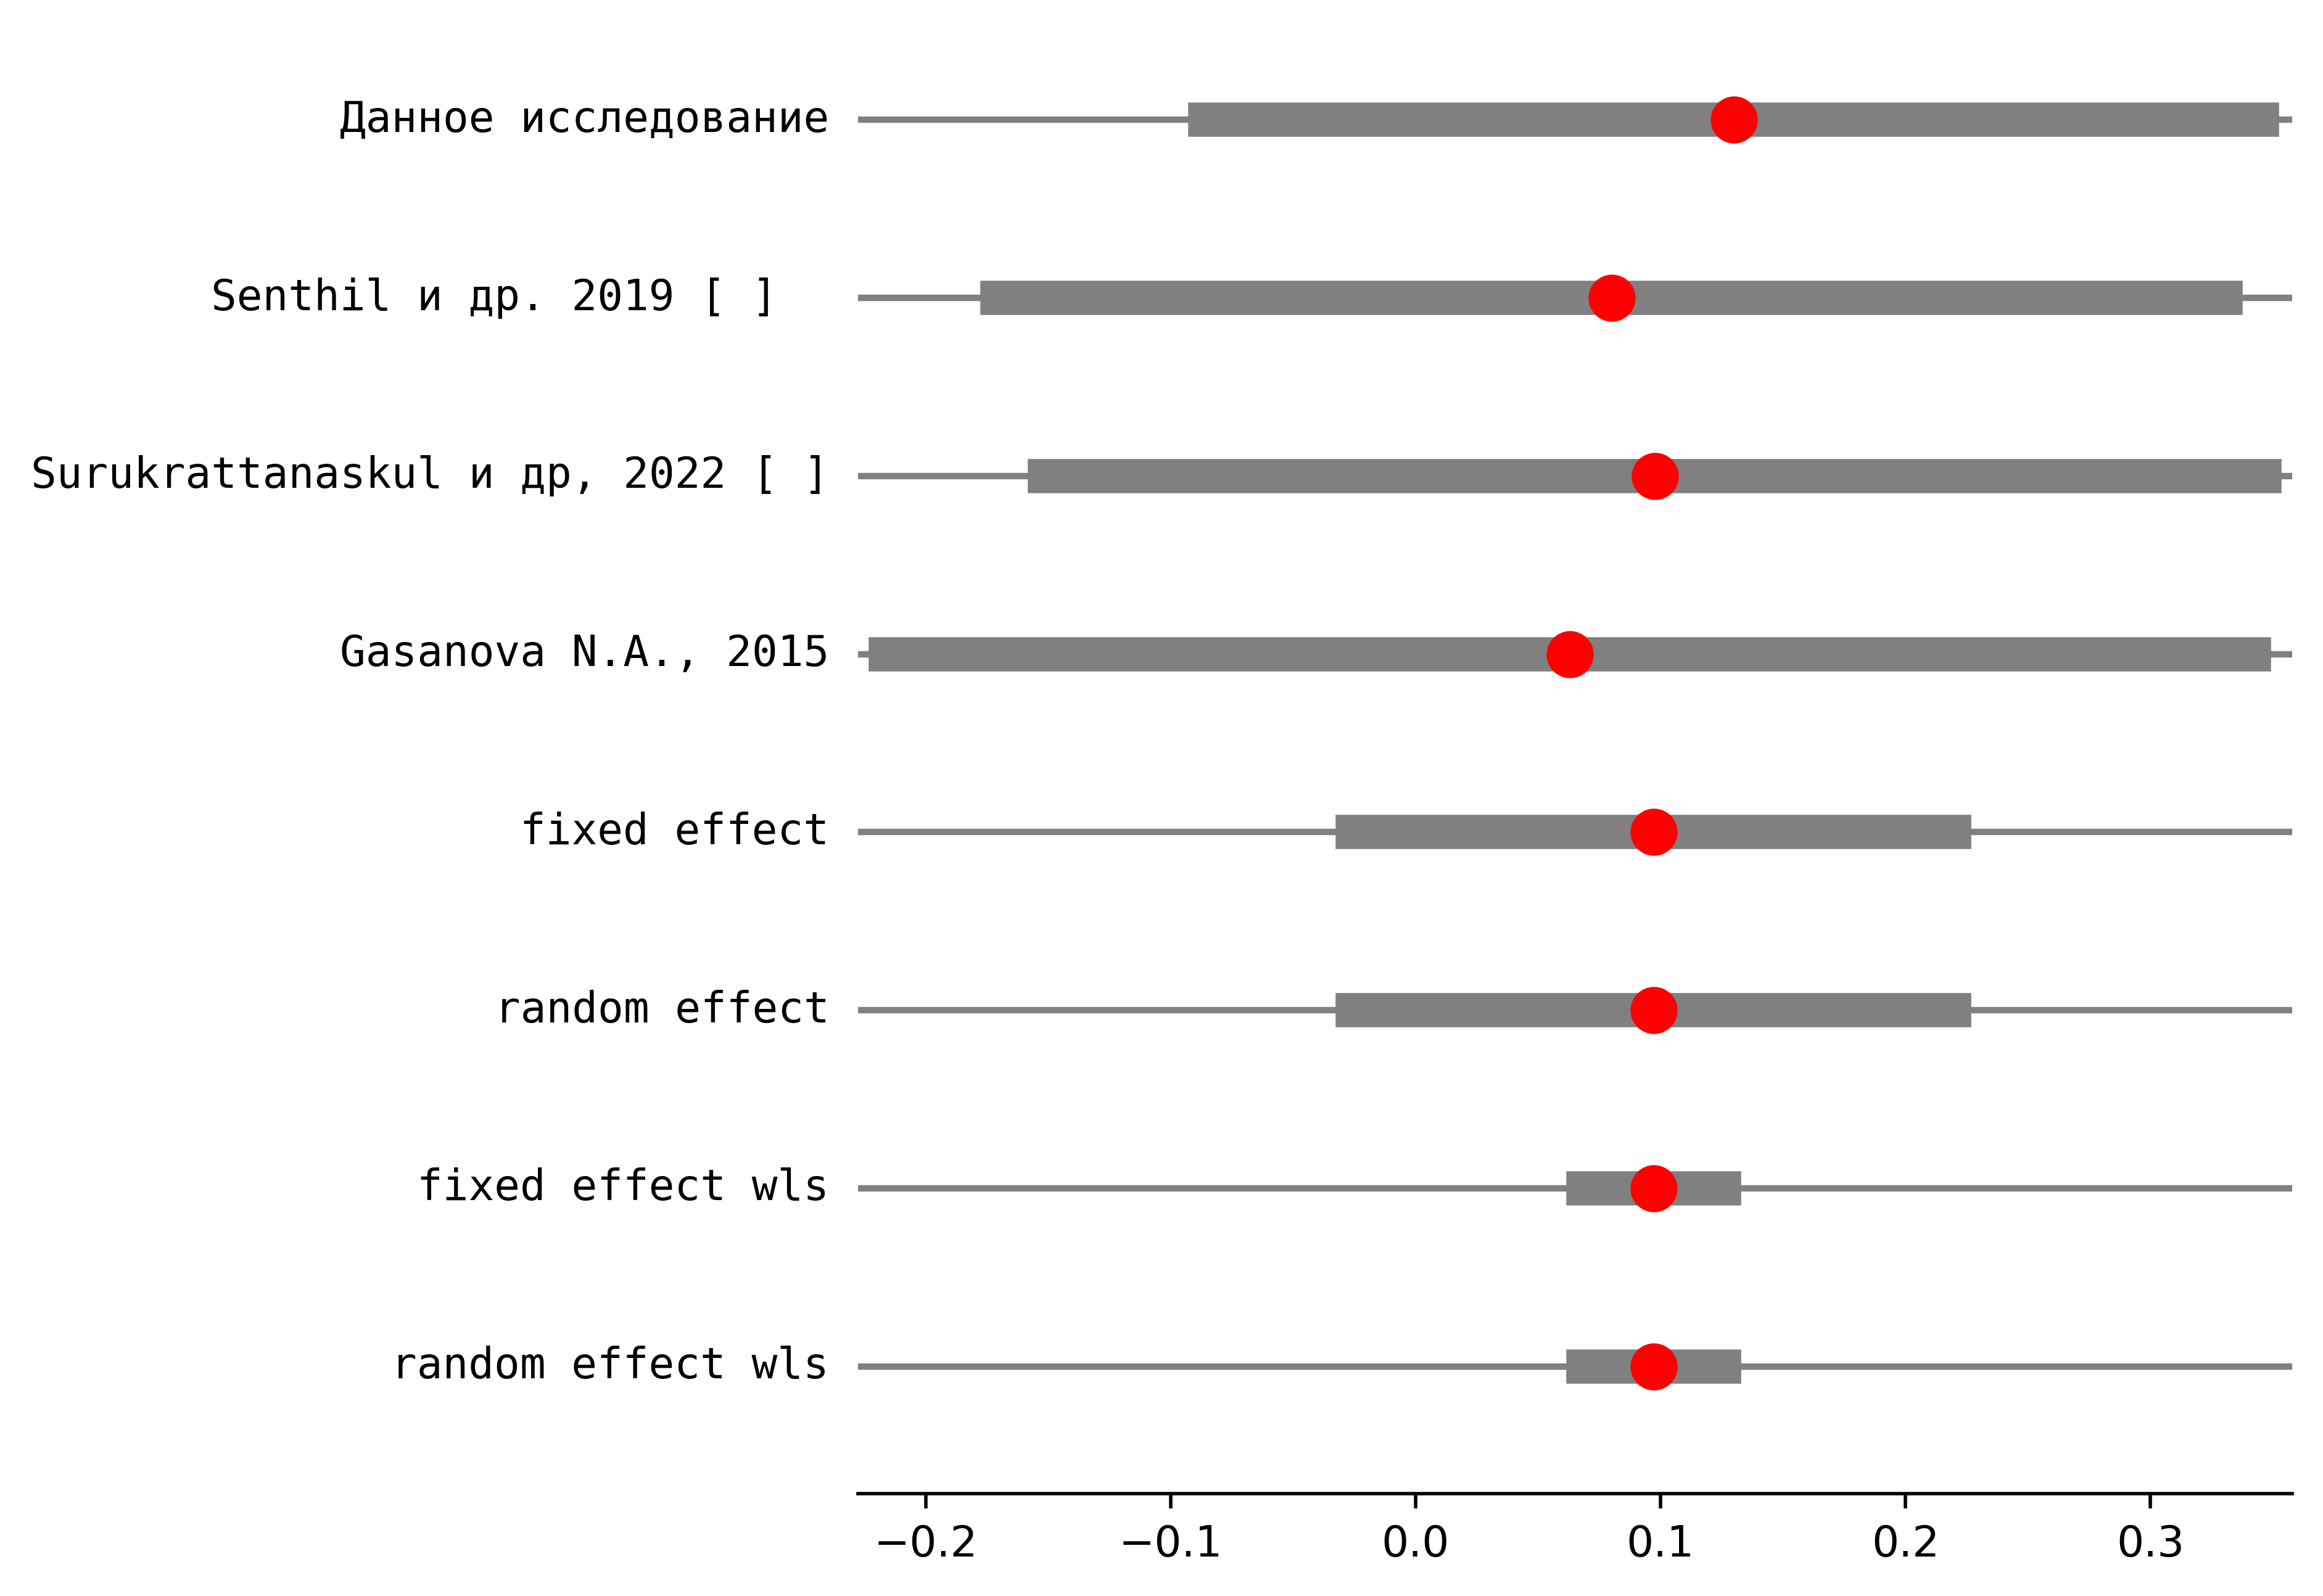 Данное исследование
Senthil и др. 2019 [ ]
Surukrattanaskul и др, 2022 [ ]
Gasanova N.A., 2015
fixed effect
random effect
fixed effect wls
random effect wls
−0.2 −0.1 0.0 0.1 0.2 0.3